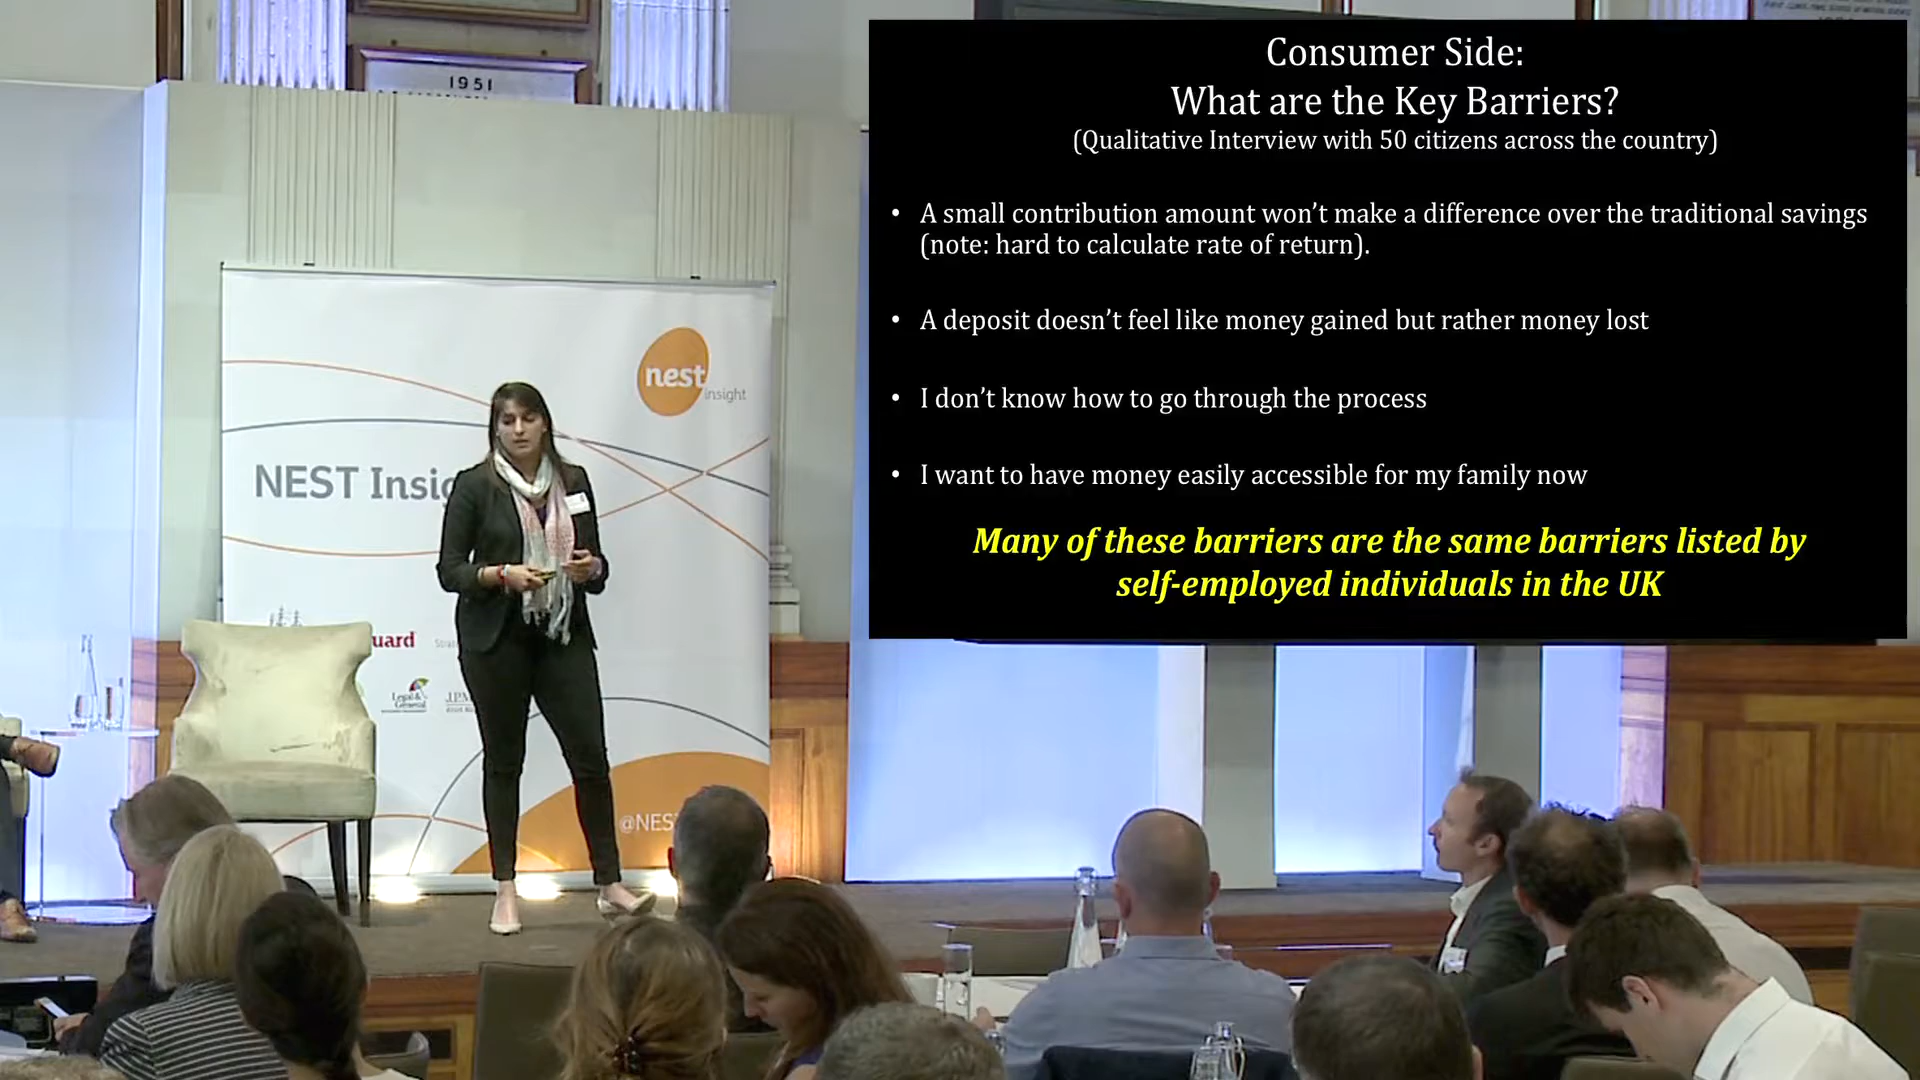 1951
Consumer Side:
What are the Key Barriers?
(Qualitative Interview with 50 citizens across the country)
• A small contribution amount won't make a difference over the traditional savings
(note: hard to calculate rate of return).
• A deposit doesn't feel like money gained but rather money lost
• I don't know how to go through the process
• I want to have money easily accessible for my family now
Many of these barriers are the same barriers listed by
self-employed individuals in the UK
nest
insight
NEST Insig
uard
Legal &
General
J.P.M
@NES